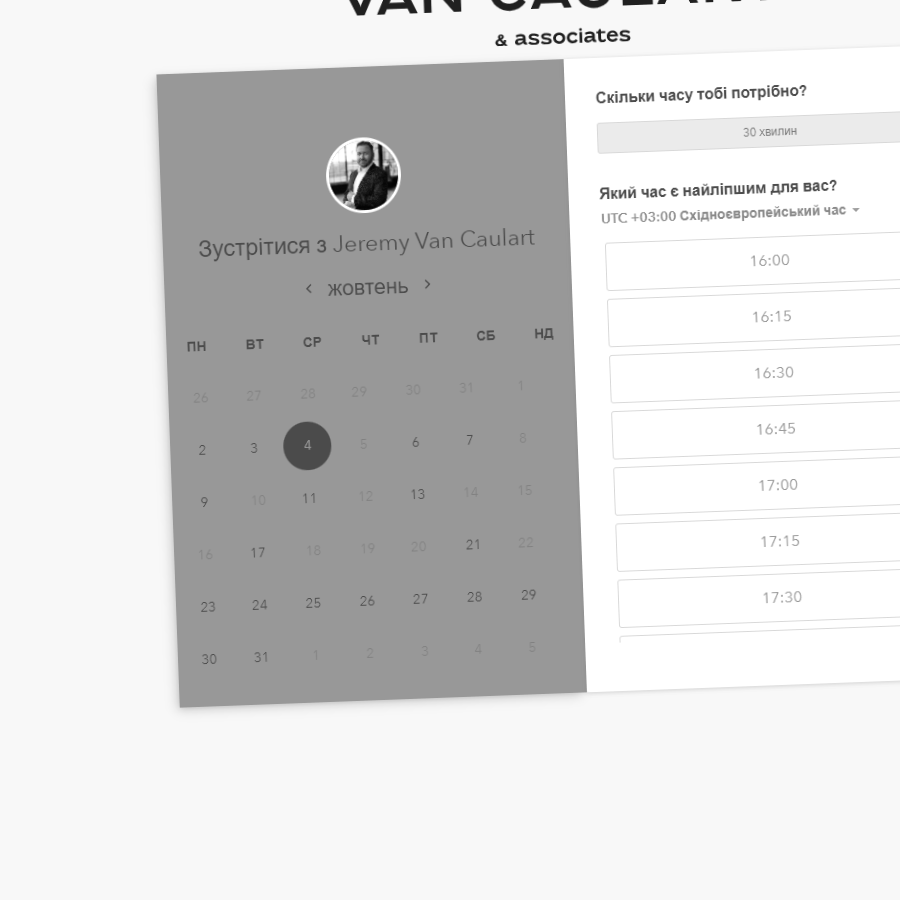 VAN CAULART
& associates
Зустрітися з Jeremy Van Caulart
жовтень
ПН ВТ СР ЧТ ПТ СБ НД
26 27 28 29 30 31 1
2 3 4 5 6 7 8
9 10 11 12 13 14 15
16 17 18 19 20 21 22
23 24 25 26 27 28 29
30 31 1 2 3 4 5
Скільки часу тобі потрібно?
30 хвилин
Який час є найліпшим для вас?
UTC +03:00 Східноєвропейський час
16:00
16:15
16:30
16:45
17:00
17:15
17:30